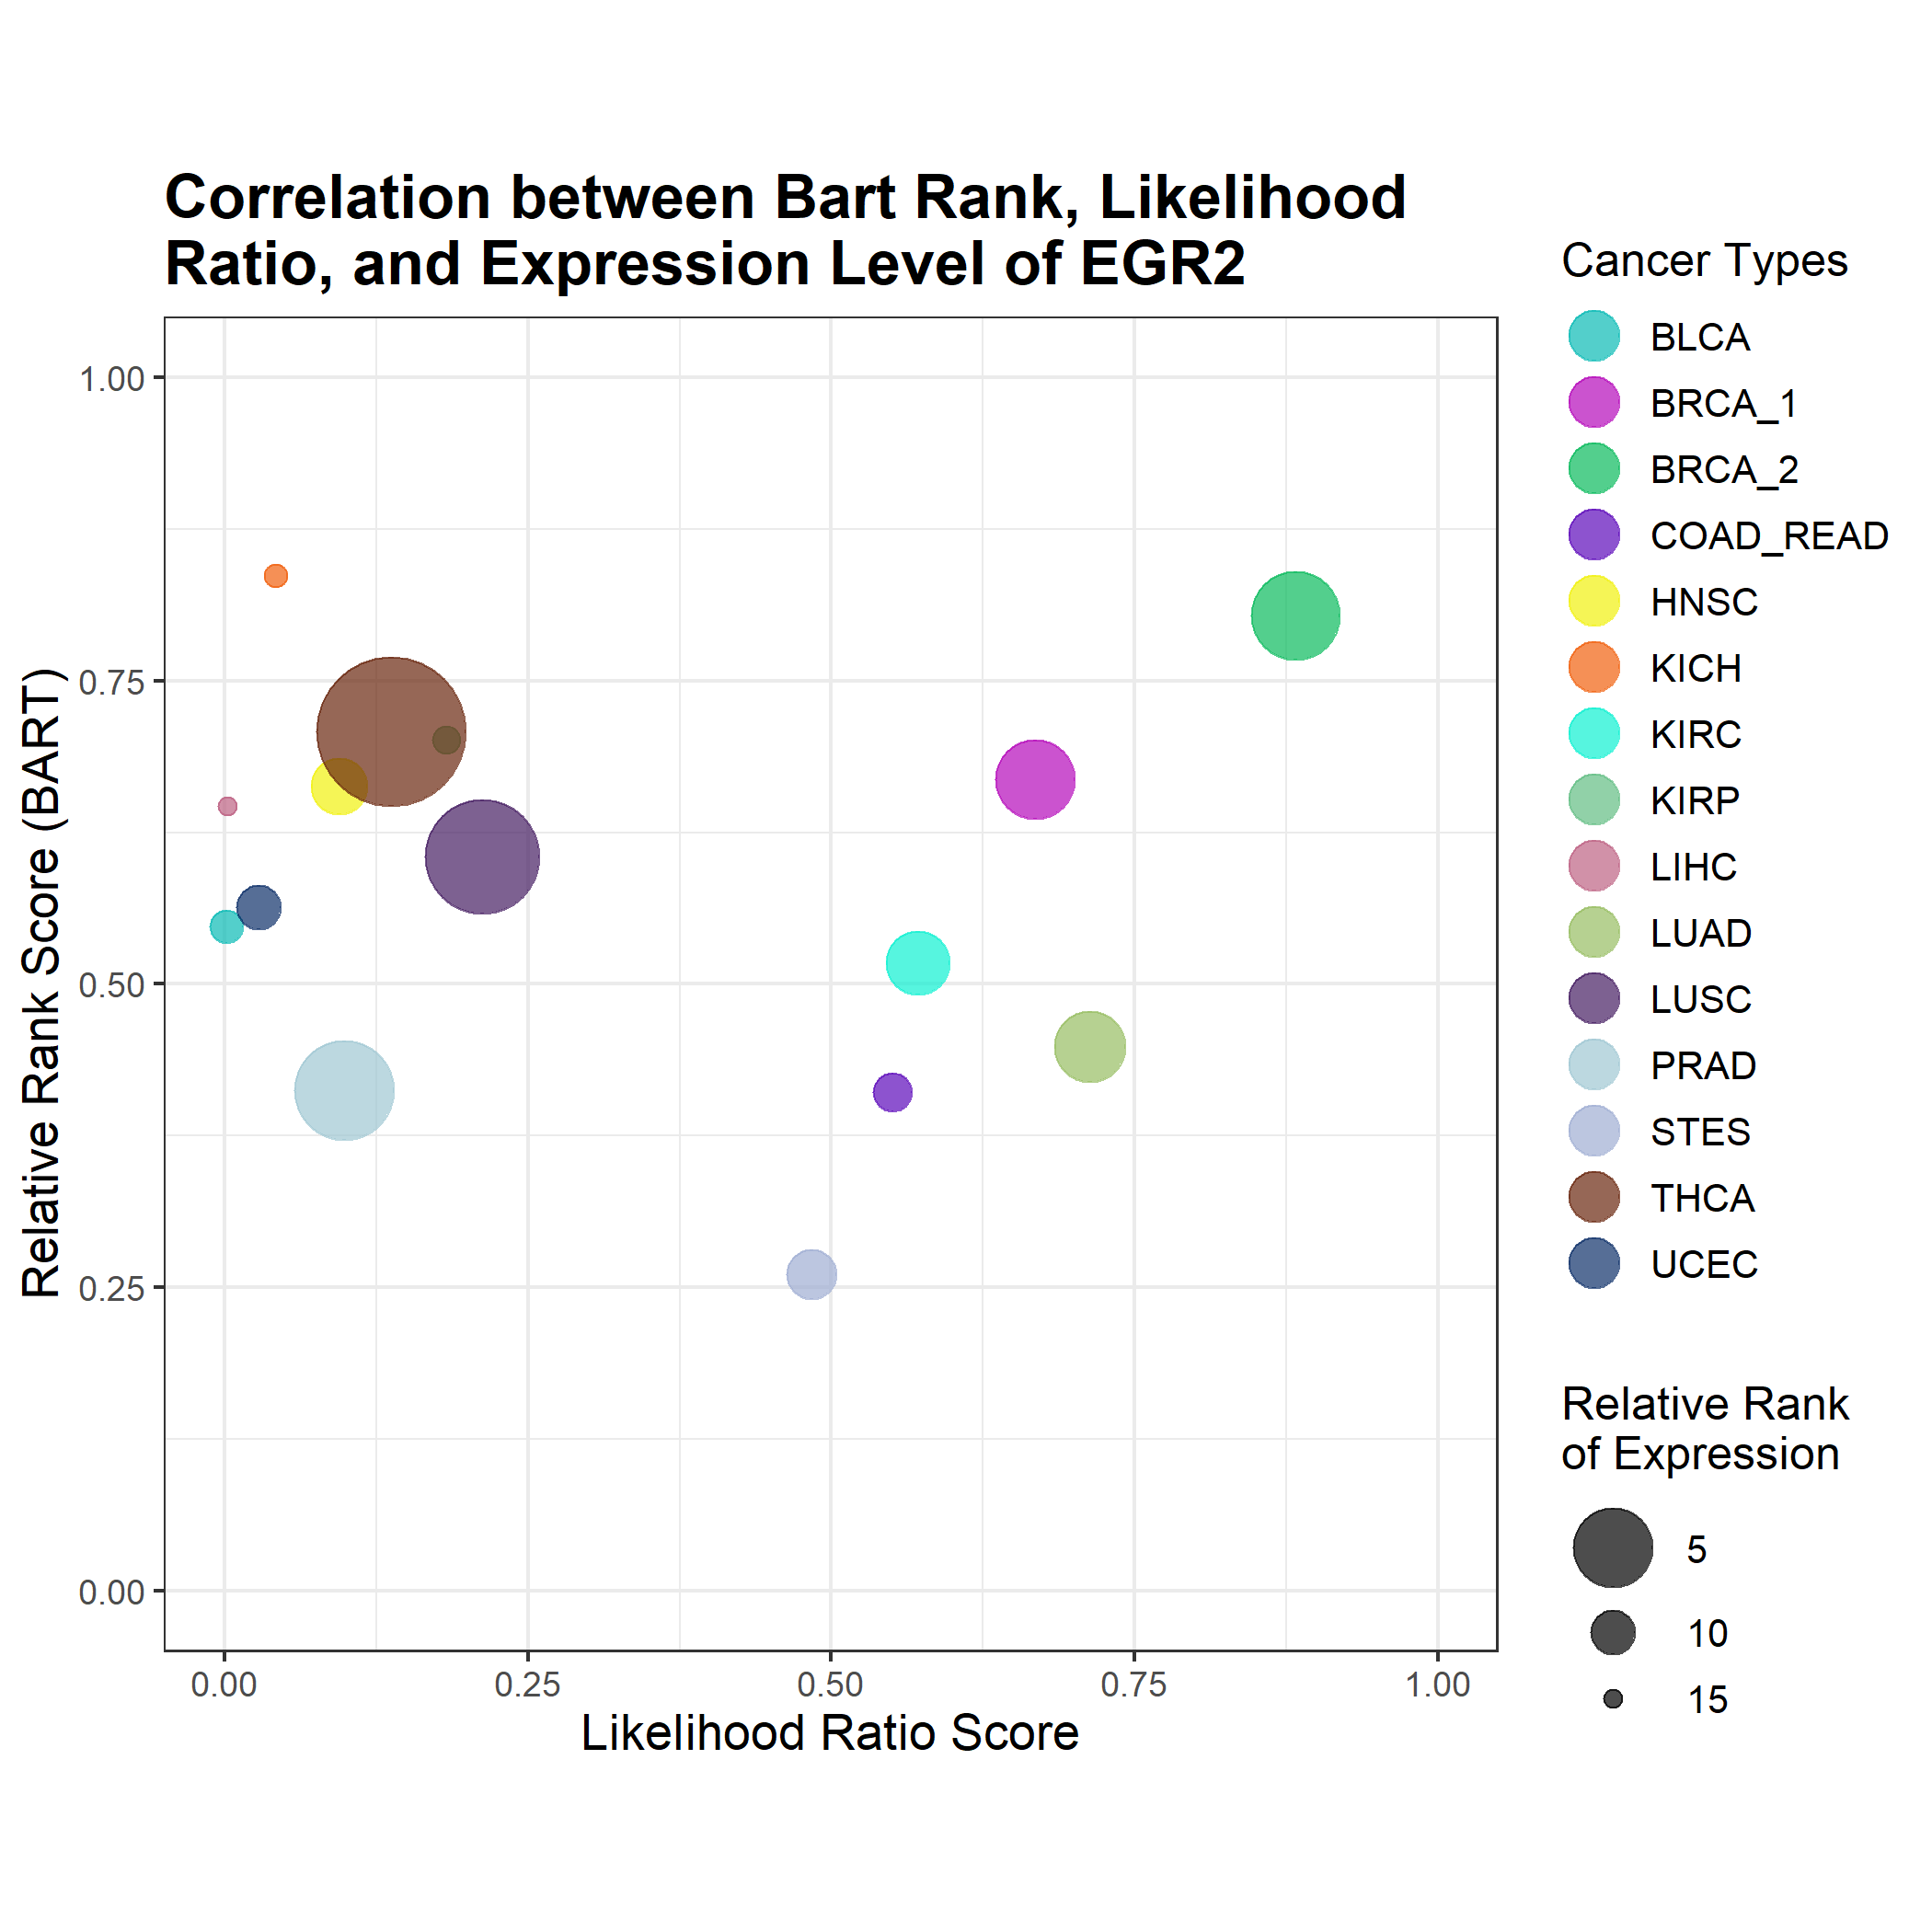 Correlation between Bart Rank, Likelihood
Ratio, and Expression Level of EGR2
Relative Rank Score (BART)
1.00
0.75
0.50
0.25
0.00
0.00
0.25
0.50
0.75
1.00
Likelihood Ratio Score
Cancer Types
BLCA
BRCA_1
BRCA_2
COAD_READ
HNSC
KICH
KIRC
KIRP
LIHC
LUAD
LUSC
PRAD
STES
THCA
UCEC
Relative Rank
of Expression
5
10
15